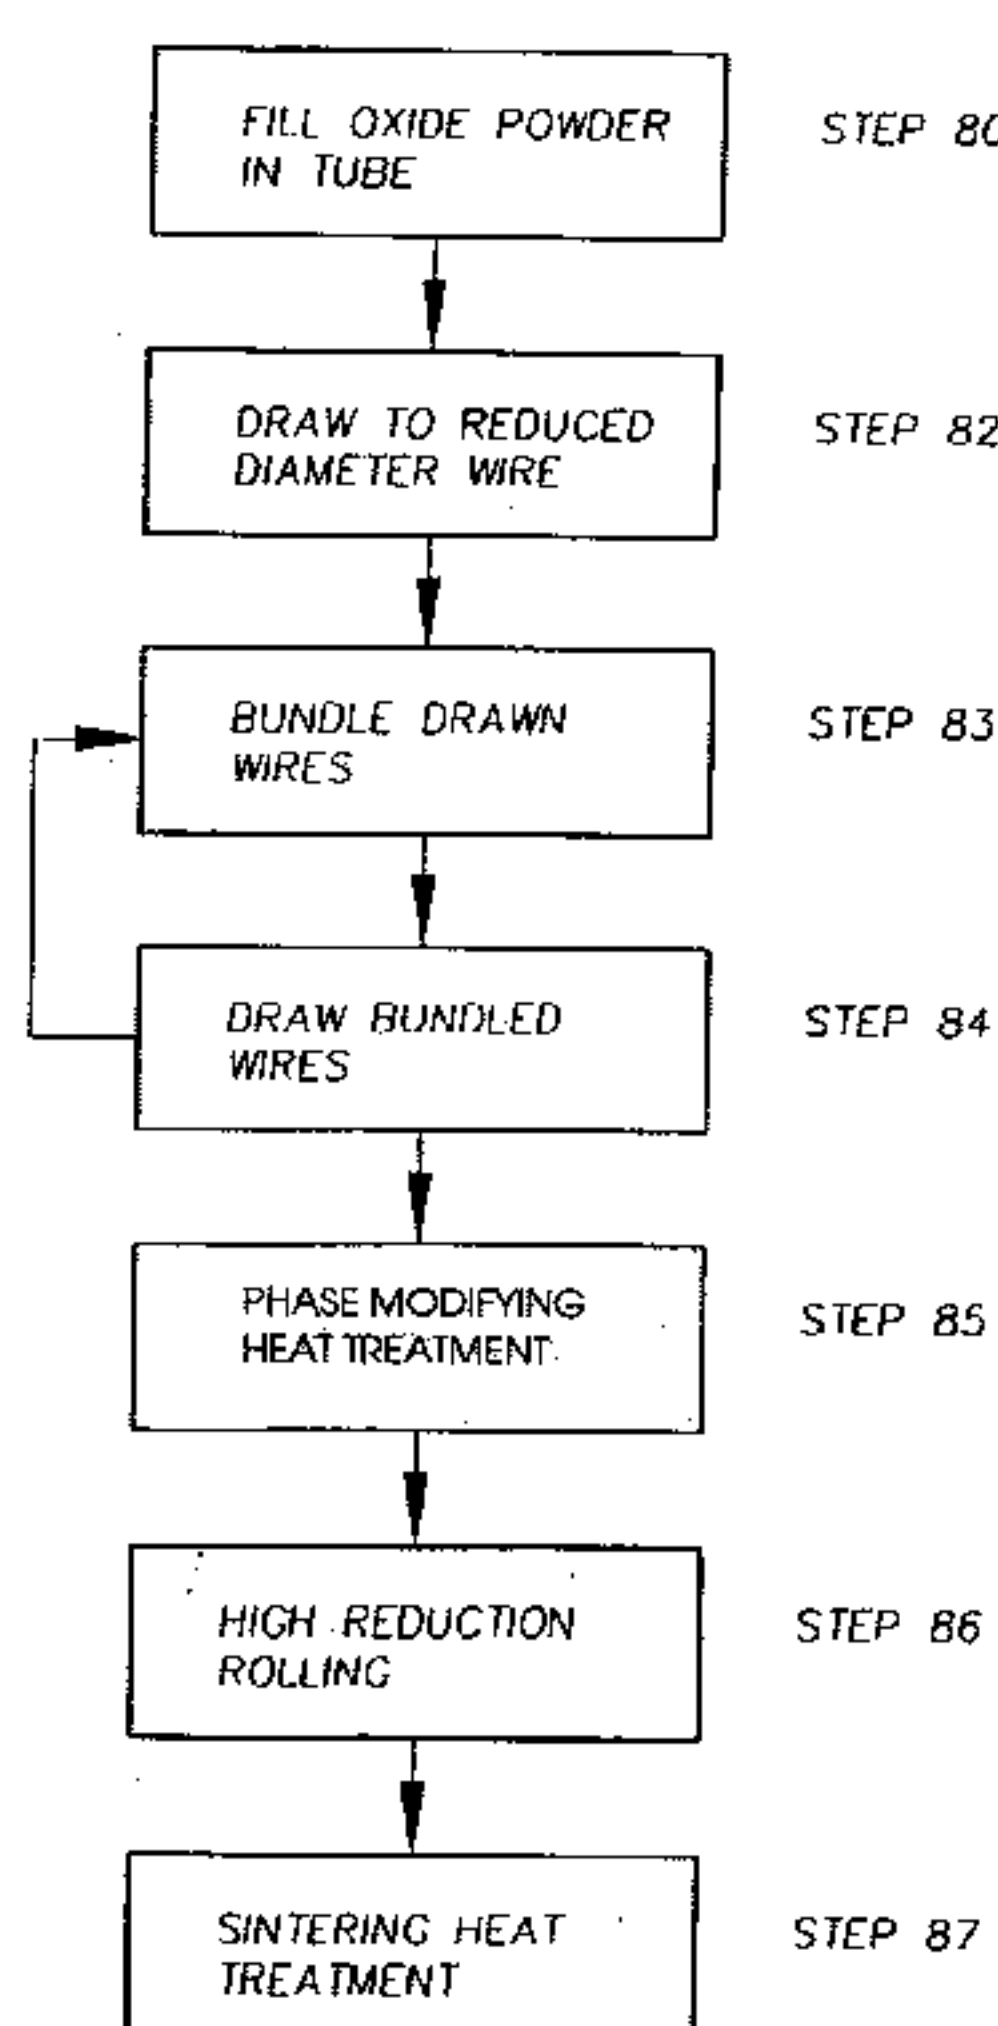 FILL OXIDE POWDER
IN TUBE
STEP 80
DRAW TO REDUCED
DIAMETER WIRE
STEP 82
BUNDLE DRAWN
WIRES
STEP 83
DRAW BUNDLED
WIRES
STEP 84
PHASE MODIFYING
HEAT TREATMENT
STEP 85
HIGH REDUCTION
ROLLING
STEP 86
SINTERING HEAT
TREATMENT
STEP 87